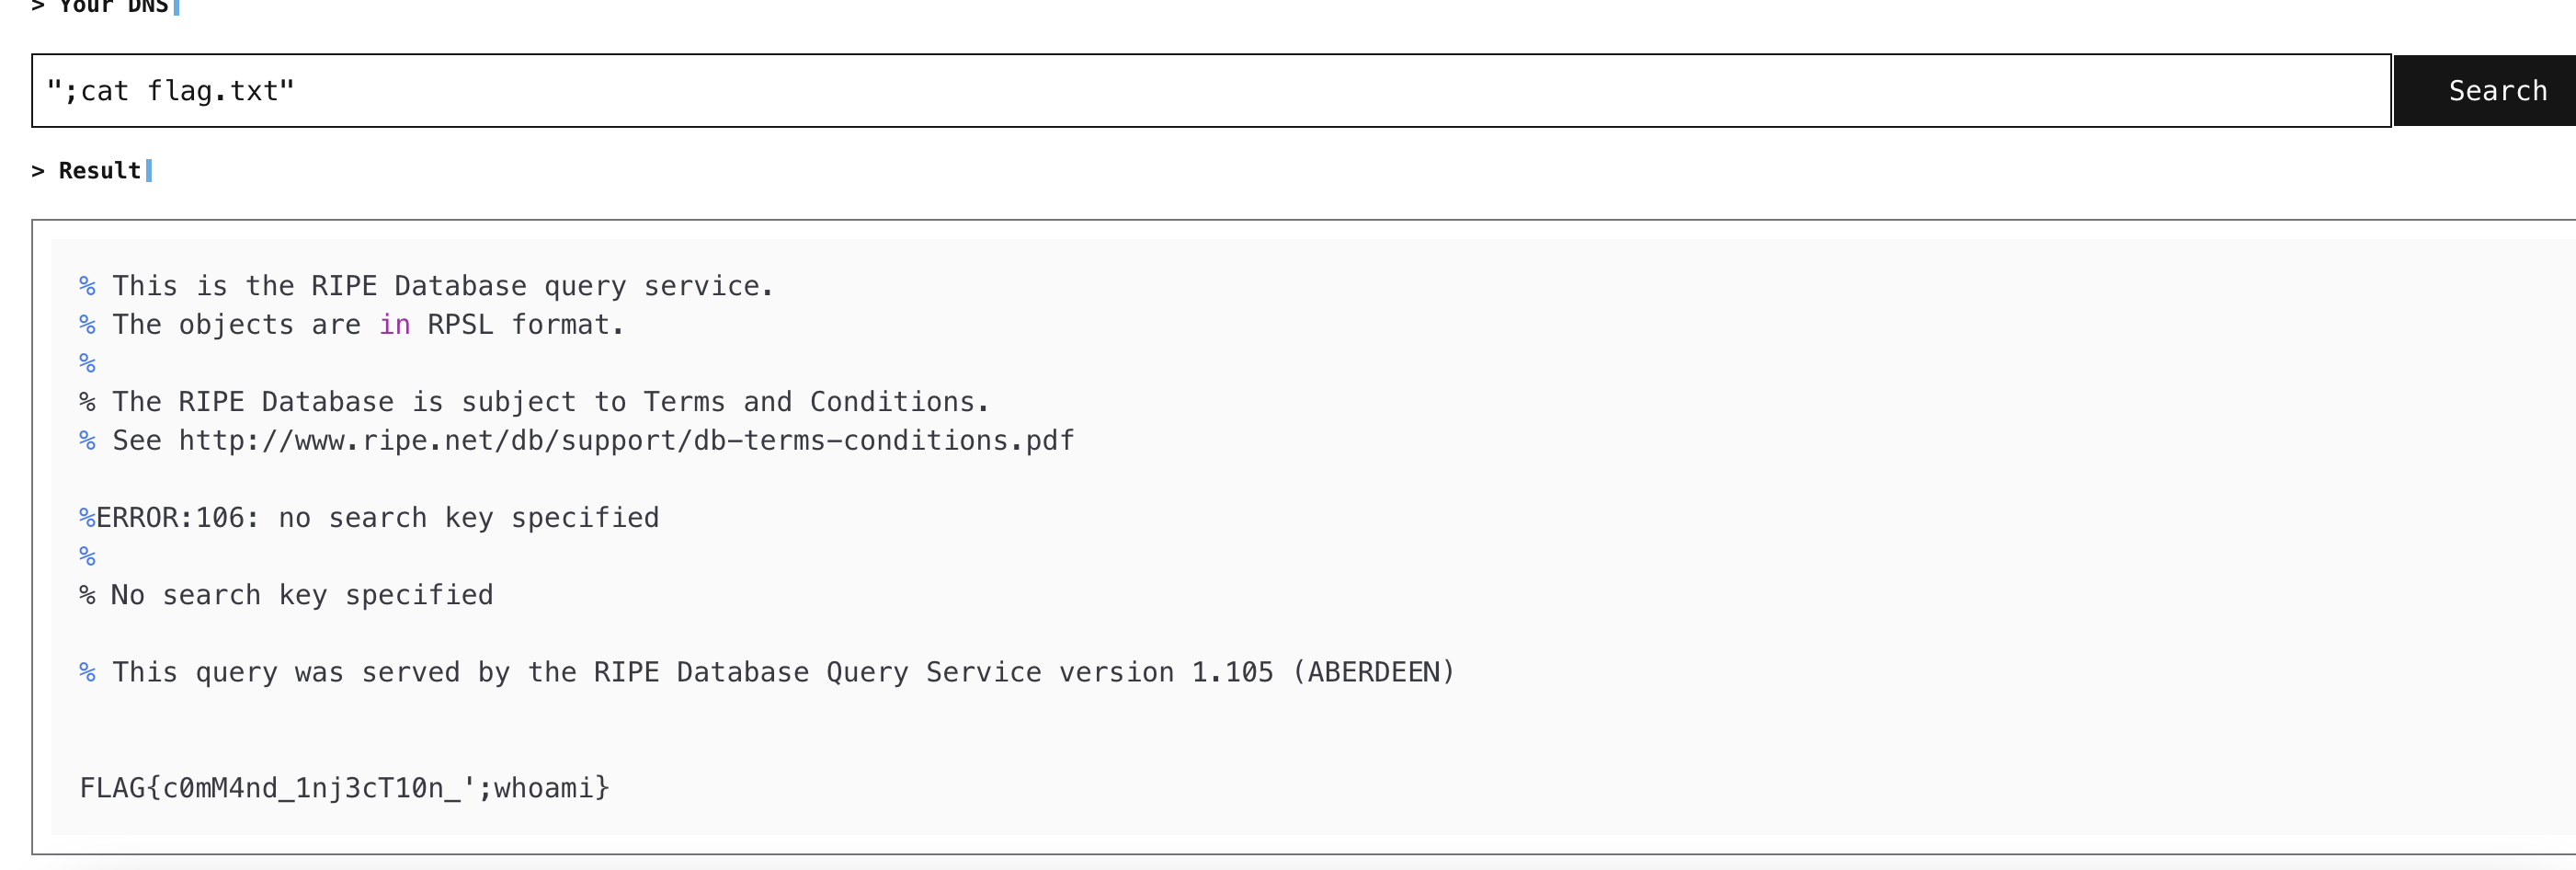 > Your DNS
";cat flag.txt"
Search
> Result
% This is the RIPE Database query service.
% The objects are in RPSL format.
%
% The RIPE Database is subject to Terms and Conditions.
% See http://www.ripe.net/db/support/db-terms-conditions.pdf
%ERROR:106: no search key specified
%
% No search key specified
% This query was served by the RIPE Database Query Service version 1.105 (ABERDEEN)
FLAG{c0mM4nd_1nj3cT10n_';whoami}